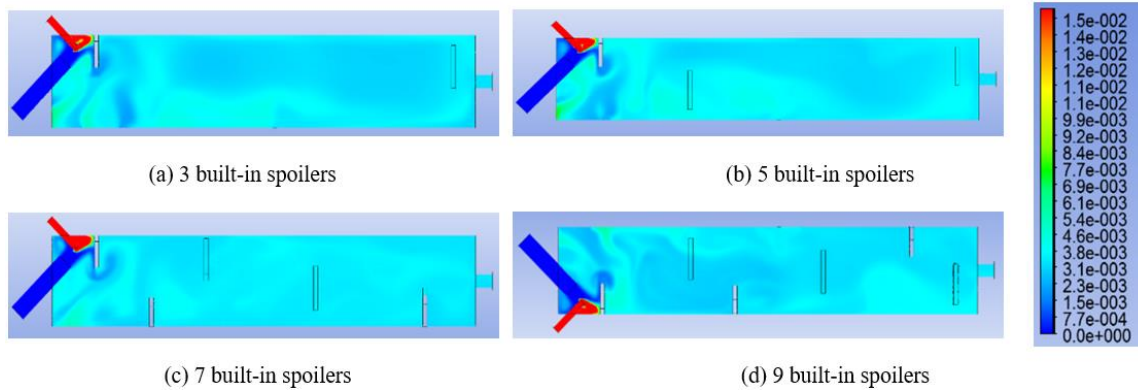 (a) 3 built-in spoilers
(b) 5 built-in spoilers
(c) 7 built-in spoilers
(d) 9 built-in spoilers
1.5e-002
1.4e-002
1.3e-002
1.2e-002
1.1e-002
1.1e-002
9.9e-003
9.2e-003
8.4e-003
7.7e-003
6.9e-003
6.1e-003
5.4e-003
4.6e-003
3.8e-003
3.1e-003
2.3e-003
1.5e-003
7.7e-004
0.0e+000